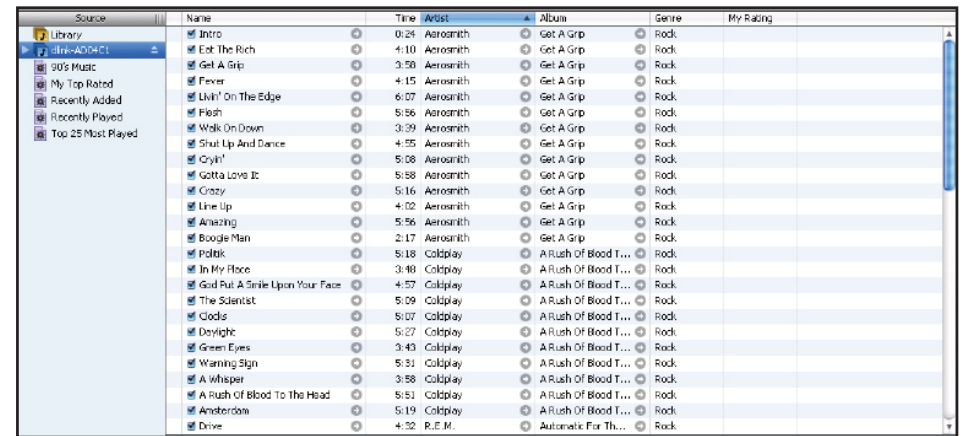 Source Name Time Artist Album Genre My Rating
Library
dlink-ADD4C1
90's Music
My Top Rated
Recently Added
Recently Played
Top 25 Most Played
Intro 0:24 Aerosmith Get A Grip Rock
Eat The Rich 4:10 Aerosmith Get A Grip Rock
Get A Grip 3:58 Aerosmith Get A Grip Rock
Fever 4:15 Aerosmith Get A Grip Rock
Livin' On The Edge 6:07 Aerosmith Get A Grip Rock
Flesh 5:56 Aerosmith Get A Grip Rock
Walk On Down 3:39 Aerosmith Get A Grip Rock
Shut Up And Dance 4:55 Aerosmith Get A Grip Rock
Cryin' 5:08 Aerosmith Get A Grip Rock
Gotta Love It 5:58 Aerosmith Get A Grip Rock
Crazy 5:16 Aerosmith Get A Grip Rock
Line Up 4:02 Aerosmith Get A Grip Rock
Amazing 5:56 Aerosmith Get A Grip Rock
Boogie Man 2:17 Aerosmith Get A Grip Rock
Politik 5:18 Coldplay A Rush Of Blood T... Rock
In My Place 3:48 Coldplay A Rush Of Blood T... Rock
God Put A Smile Upon Your Face 4:57 Coldplay A Rush Of Blood T... Rock
The Scientist 5:09 Coldplay A Rush Of Blood T... Rock
Clocks 5:07 Coldplay A Rush Of Blood T... Rock
Daylight 5:27 Coldplay A Rush Of Blood T... Rock
Green Eyes 3:43 Coldplay A Rush Of Blood T... Rock
Warning Sign 5:31 Coldplay A Rush Of Blood T... Rock
A Whisper 3:58 Coldplay A Rush Of Blood T... Rock
A Rush Of Blood To The Head 5:51 Coldplay A Rush Of Blood T... Rock
Amsterdam 5:19 Coldplay A Rush Of Blood T... Rock
Drive 4:32 R.E.M. Automatic For Th... Rock